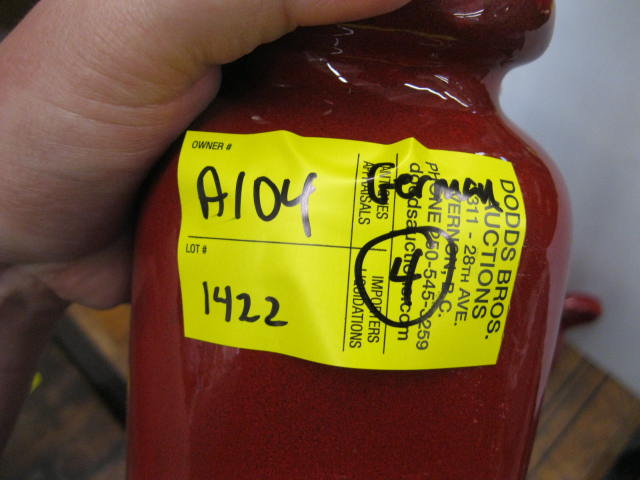 OWNER #
A104
LOT #
1422
German
4
DODDS BROS.
AUCTIONS
311 - 28TH AVE.
VERNON, B.C.
PHONE 250-545-3259
doddsauctions.com
ANTIQUES
APPRAISALS
IMPORTERS
LIQUIDATIONS